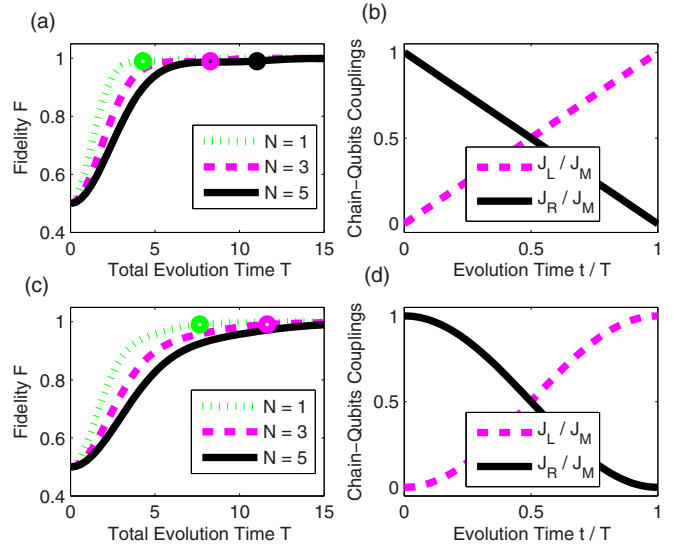 (a)
1
0.8
0.6
0.4
Fidelity F
0 5 10 15
Total Evolution Time T
N = 1
N = 3
N = 5
(b)
1
0.5
0
Chain−Qubits Couplings
0 0.5 1
Evolution Time t / T
J_L / J_M
J_R / J_M
(c)
1
0.8
0.6
0.4
Fidelity F
0 5 10 15
Total Evolution Time T
N = 1
N = 3
N = 5
(d)
1
0.5
0
Chain−Qubits Couplings
0 0.5 1
Evolution Time t / T
J_L / J_M
J_R / J_M